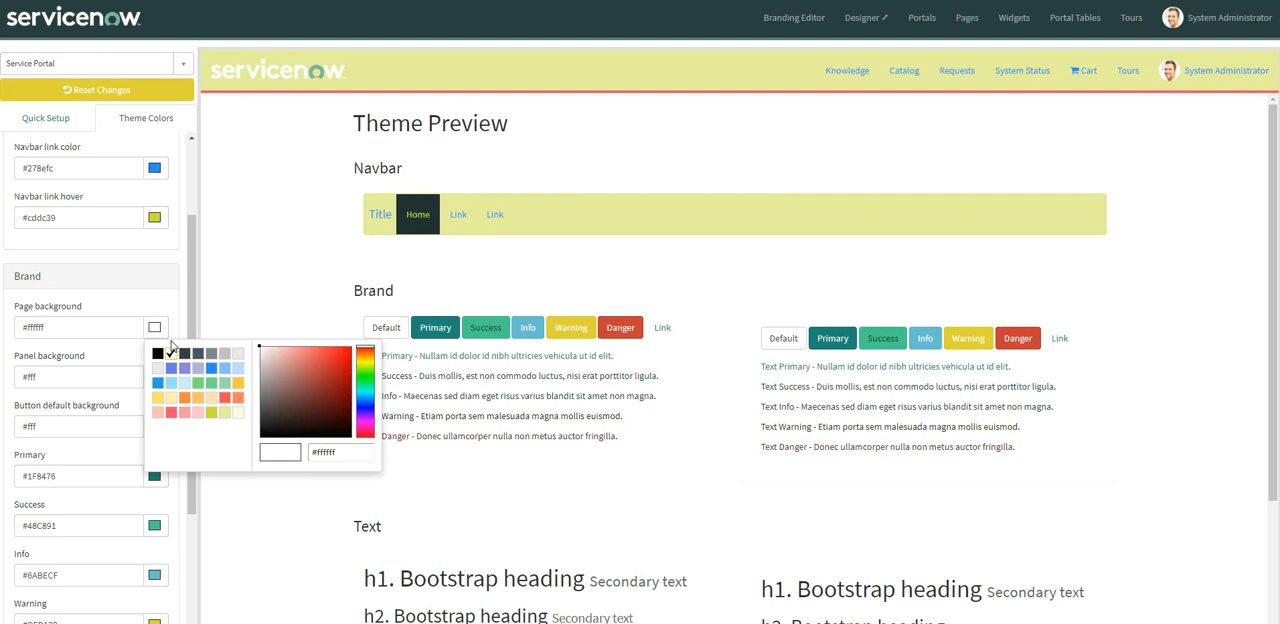 servicenow
Branding Editor
Designer
Portals
Pages
Widgets
Portal Tables
Tours
System Administrator
Service Portal
Reset Changes
Quick Setup
Theme Colors
Navbar link color
#278efc
Navbar link hover
#cddc39
Brand
Page background
#ffffff
Panel background
#fff
Button default background
#fff
Primary
#1F8476
Success
#48C891
Info
#6ABECF
Warning
#ffffff
servicenow
Knowledge
Catalog
Requests
System Status
Cart
Tours
System Administrator
Theme Preview
Navbar
Title
Home
Link
Link
Brand
Default
Primary
Success
Info
Warning
Danger
Link
Primary - Nullam id dolor id nibh ultricies vehicula ut id elit.
Success - Duis mollis, est non commodo luctus, nisi erat porttitor ligula.
Info - Maecenas sed diam eget risus varius blandit sit amet non magna.
Warning - Etiam porta sem malesuada magna mollis euismod.
Danger - Donec ullamcorper nulla non metus auctor fringilla.
Default
Primary
Success
Info
Warning
Danger
Link
Text Primary - Nullam id dolor id nibh ultricies vehicula ut id elit.
Text Success - Duis mollis, est non commodo luctus, nisi erat porttitor ligula.
Text Info - Maecenas sed diam eget risus varius blandit sit amet non magna.
Text Warning - Etiam porta sem malesuada magna mollis euismod.
Text Danger - Donec ullamcorper nulla non metus auctor fringilla.
Text
h1. Bootstrap heading Secondary text
h2. Bootstrap heading Secondary text
h1. Bootstrap heading Secondary text